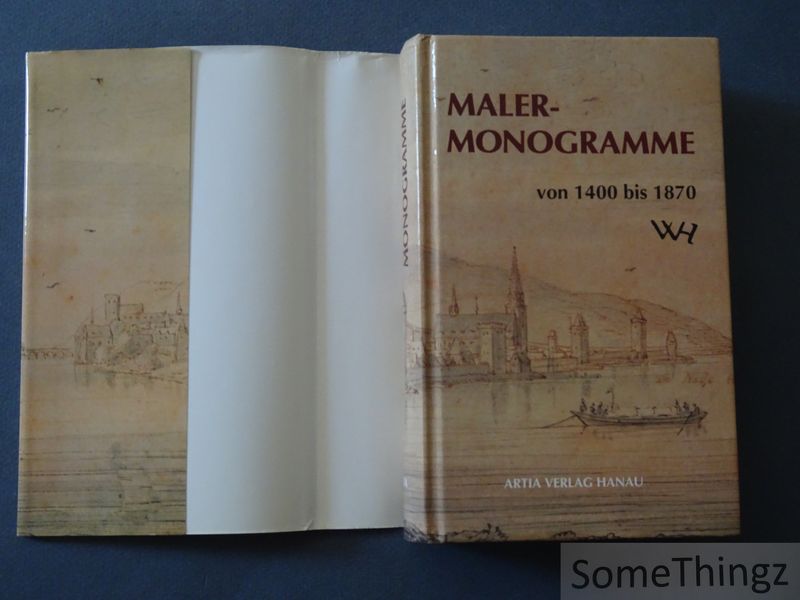 MALER-
MONOGRAMME
von 1400 bis 1870
WH
ARTIA VERLAG HANAU
MONOGRAMME
SomeThingz